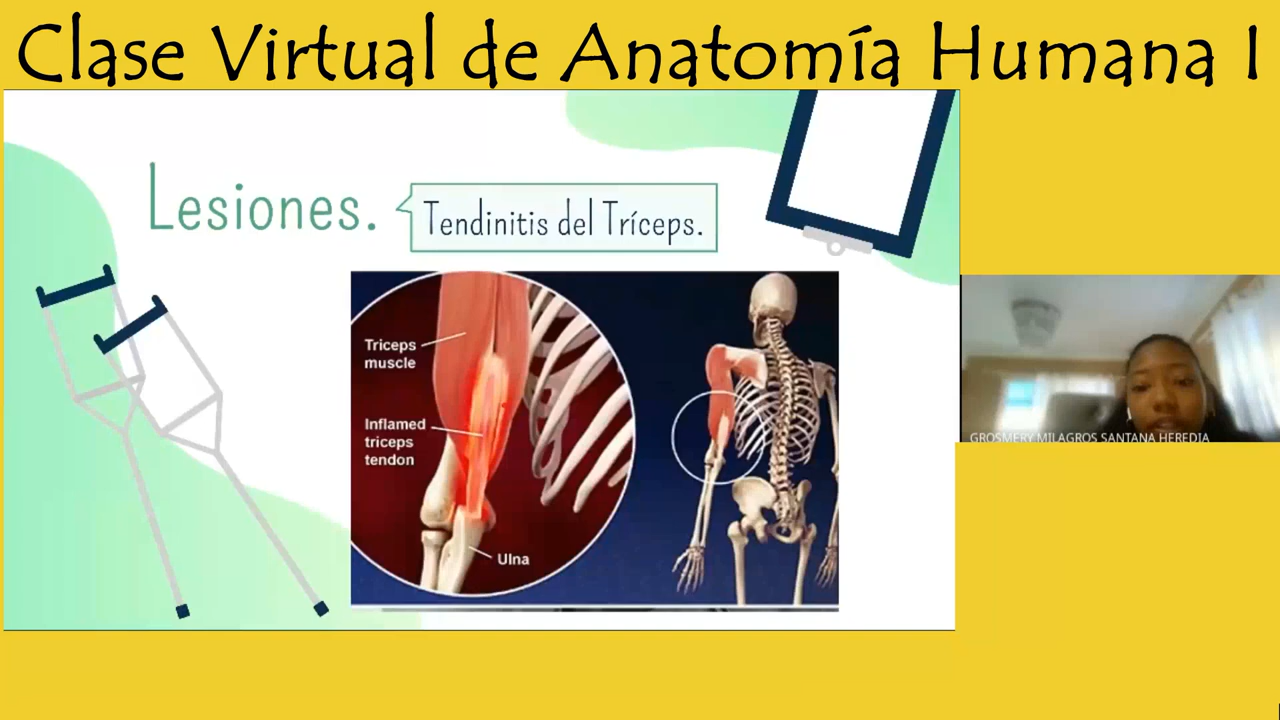 Clase Virtual de Anatomía Humana I
Lesiones.
Tendinitis del Tríceps.
Triceps
muscle
Inflamed
triceps
tendon
Ulna
GROSMERY MILAGROS SANTANA HEREDIA